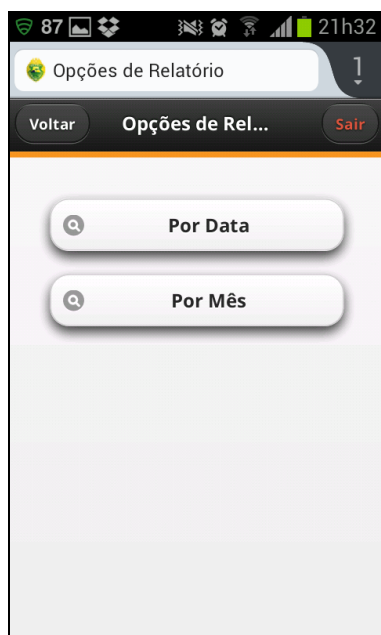 87 21h32
Opções de Relatório 1
Voltar Opções de Rel... Sair
Por Data
Por Mês